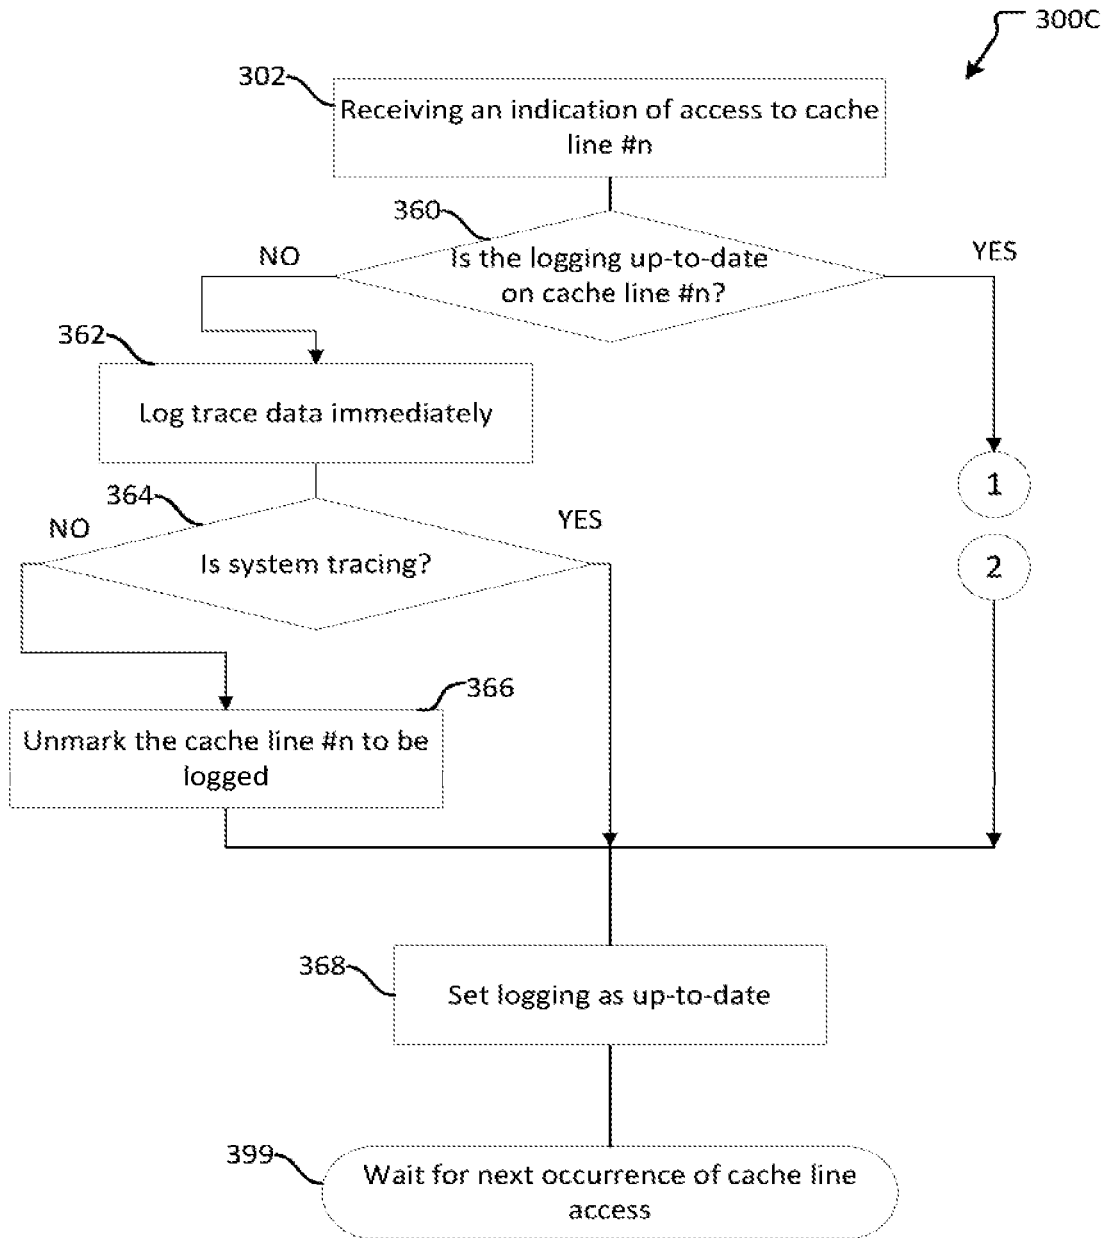 300C
302
Receiving an indication of access to cache
line #n
360
NO
Is the logging up-to-date
on cache line #n?
YES
362
Log trace data immediately
1
364
NO
YES
Is system tracing?
2
366
Unmark the cache line #n to be
logged
368
Set logging as up-to-date
399
Wait for next occurrence of cache line
access